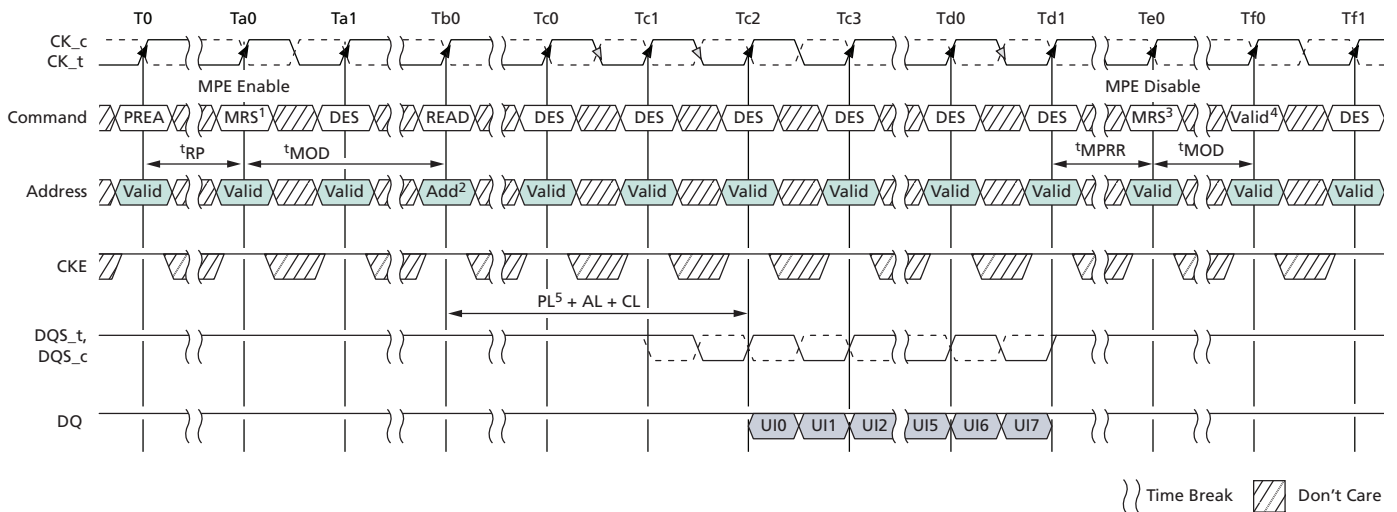 T0 Ta0 Ta1 Tb0 Tc0 Tc1 Tc2 Tc3 Td0 Td1 Te0 Tf0 Tf1
CK_c
CK_t
MPE Enable MPE Disable
Command PREA MRS¹ DES READ DES DES DES DES DES DES MRS³ Valid⁴ DES
ᵗRP ᵗMOD ᵗMPRR ᵗMOD
Address Valid Valid Valid Add² Valid Valid Valid Valid Valid Valid Valid Valid Valid
CKE
PL⁵ + AL + CL
DQS_t,
DQS_c
DQ UI0 UI1 UI2 UI5 UI6 UI7
Time Break Don't Care